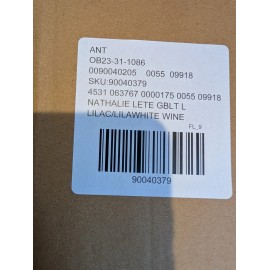 ANT
OB23-31-1086
0090040205 0055 09918
SKU:90040379
4531 063767 0000175 0055 09918
NATHALIE LETE GBLT L
LILAC/LILAWHITE WINE
FL_9
90040379